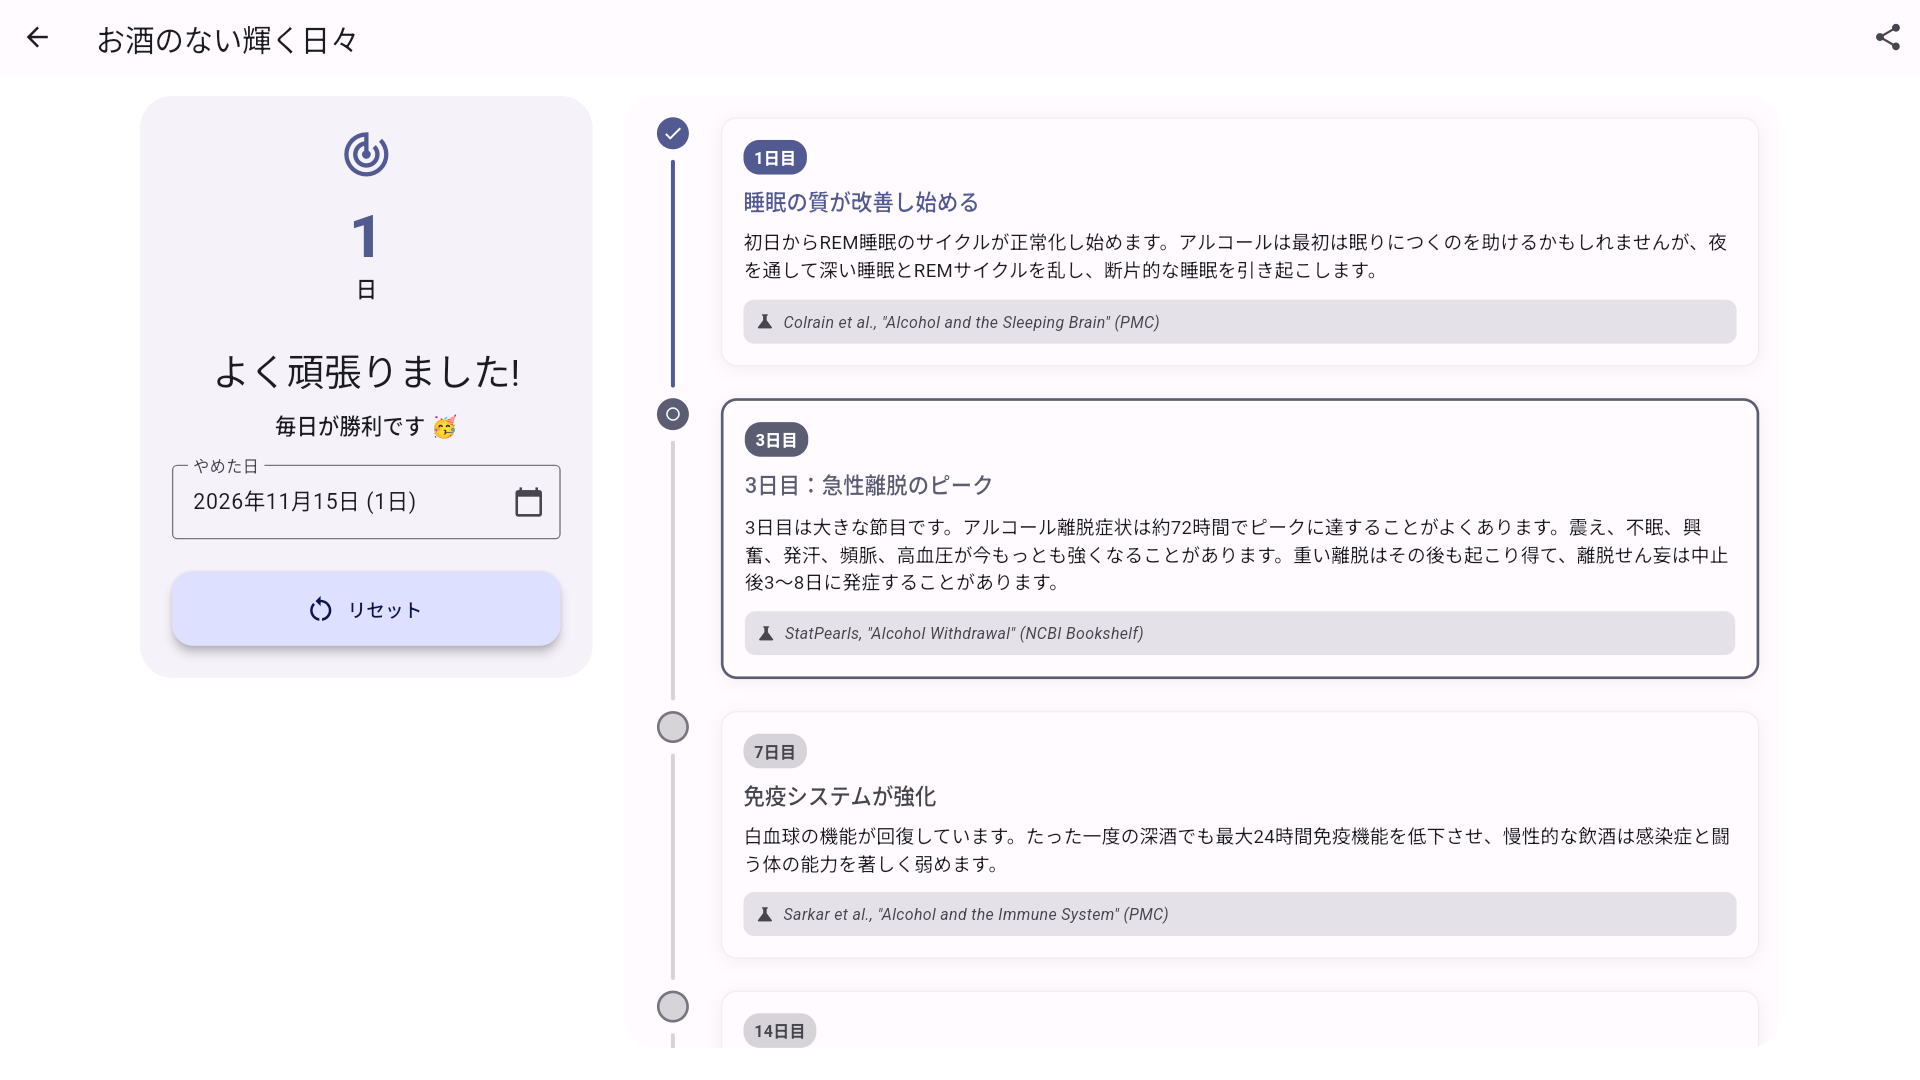 お酒のない輝く日々
1
日
よく頑張りました!
毎日が勝利です 🥳
やめた日
2026年11月15日 (1日)
リセット
1日目
睡眠の質が改善し始める
初日からREM睡眠のサイクルが正常化し始めます。アルコールは最初は眠りにつくのを助けるかもしれませんが、夜
を通して深い睡眠とREMサイクルを乱し、断片的な睡眠を引き起こします。
Colrain et al., "Alcohol and the Sleeping Brain" (PMC)
3日目
3日目：急性離脱のピーク
3日目は大きな節目です。アルコール離脱症状は約72時間でピークに達することがよくあります。震え、不眠、興
奮、発汗、頻脈、高血圧が今もっとも強くなることがあります。重い離脱はその後も起こり得て、離脱せん妄は中止
後3〜8日に発症することがあります。
StatPearls, "Alcohol Withdrawal" (NCBI Bookshelf)
7日目
免疫システムが強化
白血球の機能が回復しています。たった一度の深酒でも最大24時間免疫機能を低下させ、慢性的な飲酒は感染症と闘
う体の能力を著しく弱めます。
Sarkar et al., "Alcohol and the Immune System" (PMC)
14日目